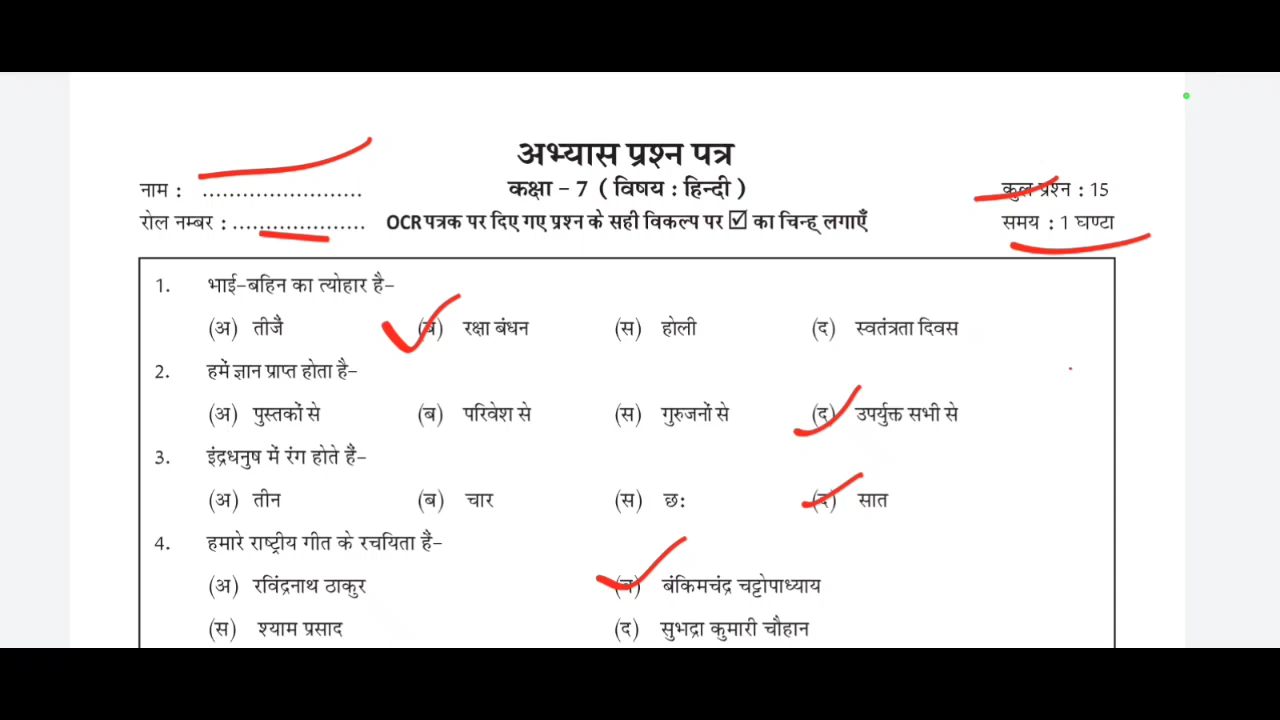 अभ्यास प्रश्न पत्र
नाम : ........................ कक्षा – 7 ( विषय : हिन्दी ) कुल प्रश्न : 15
रोल नम्बर : .................... OCR पत्रक पर दिए गए प्रश्न के सही विकल्प पर ☑ का चिन्ह् लगाएँ समय : 1 घण्टा
1. भाई–बहिन का त्योहार है–
(अ) तीजैं (ब) रक्षा बंधन (स) होली (द) स्वतंत्रता दिवस
2. हमें ज्ञान प्राप्त होता है–
(अ) पुस्तकों से (ब) परिवेश से (स) गुरुजनों से (द) उपर्युक्त सभी से
3. इंद्रधनुष में रंग होते हैं–
(अ) तीन (ब) चार (स) छ: (द) सात
4. हमारे राष्ट्रीय गीत के रचयिता हैं–
(अ) रविंद्रनाथ ठाकुर (ब) बंकिमचंद्र चट्टोपाध्याय
(स) श्याम प्रसाद (द) सुभद्रा कुमारी चौहान